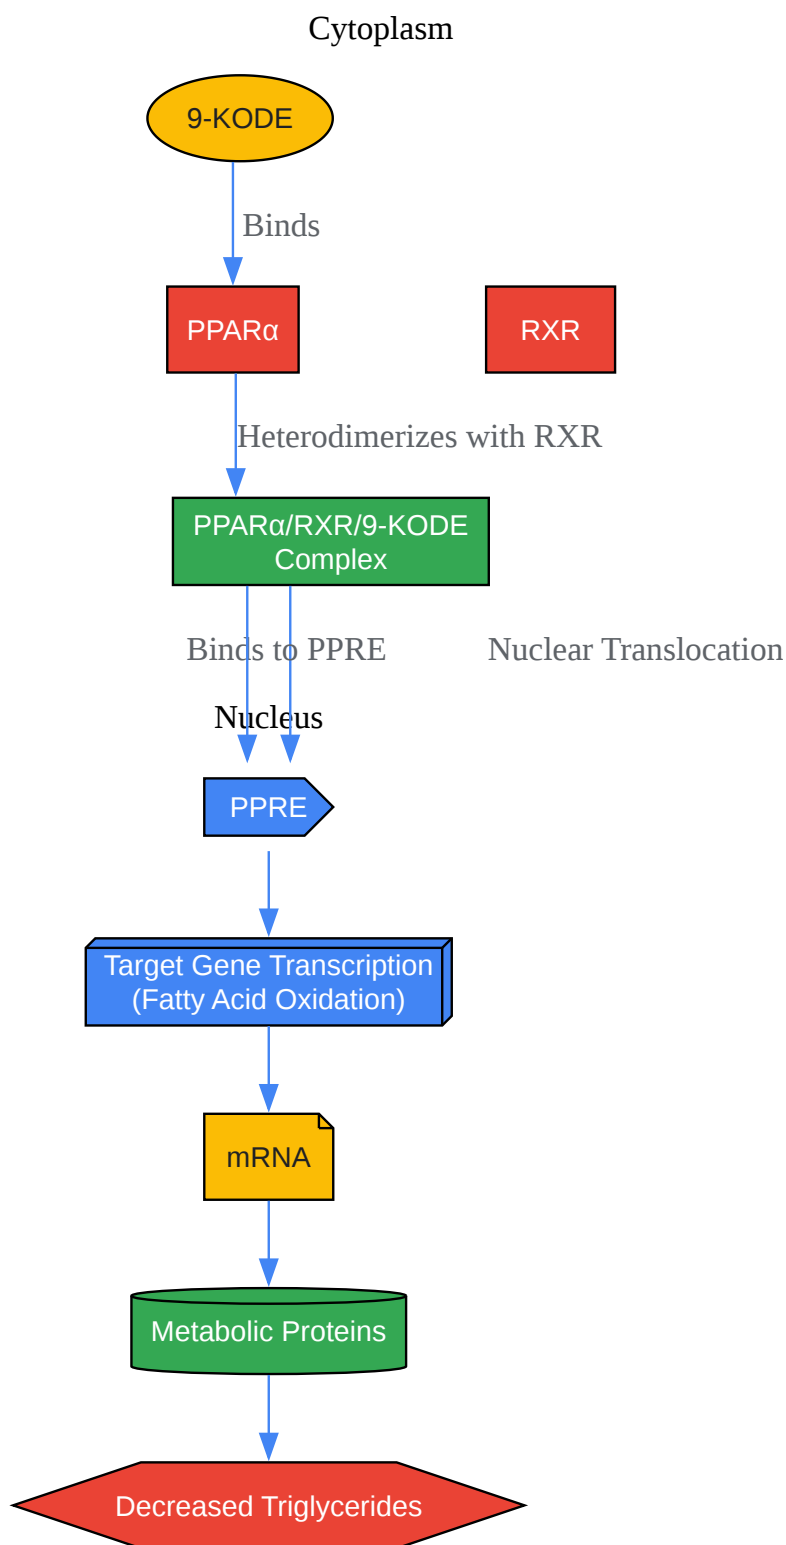 Cytoplasm
9-KODE
Binds
PPARα
RXR
Heterodimerizes with RXR
PPARα/RXR/9-KODE
Complex
Binds to PPRE
Nuclear Translocation
Nucleus
PPRE
Target Gene Transcription
(Fatty Acid Oxidation)
mRNA
Metabolic Proteins
Decreased Triglycerides